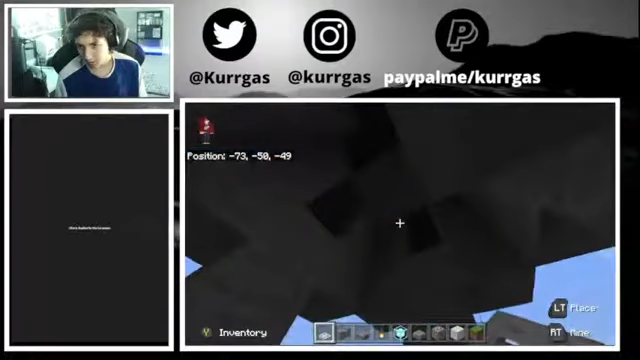 @Kurrgas
@kurrgas
paypalme/kurrgas
Position: -73, -50, -49
LT Place
Y Inventory
RT Mine